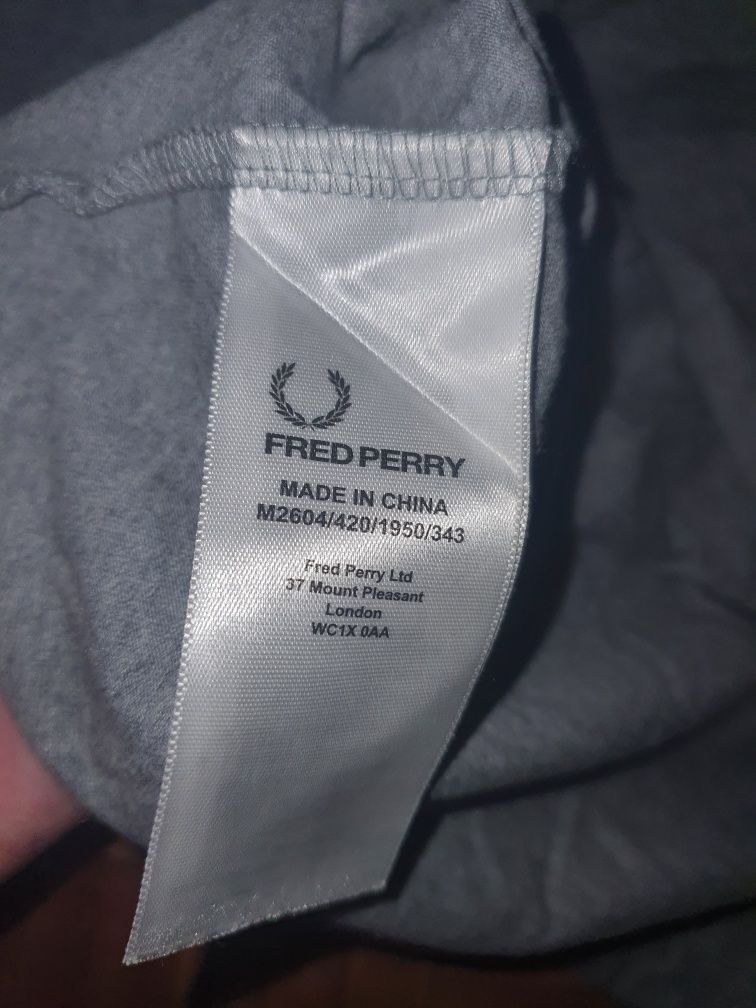 FRED PERRY
MADE IN CHINA
M2604/420/1950/343
Fred Perry Ltd
37 Mount Pleasant
London
WC1X 0AA